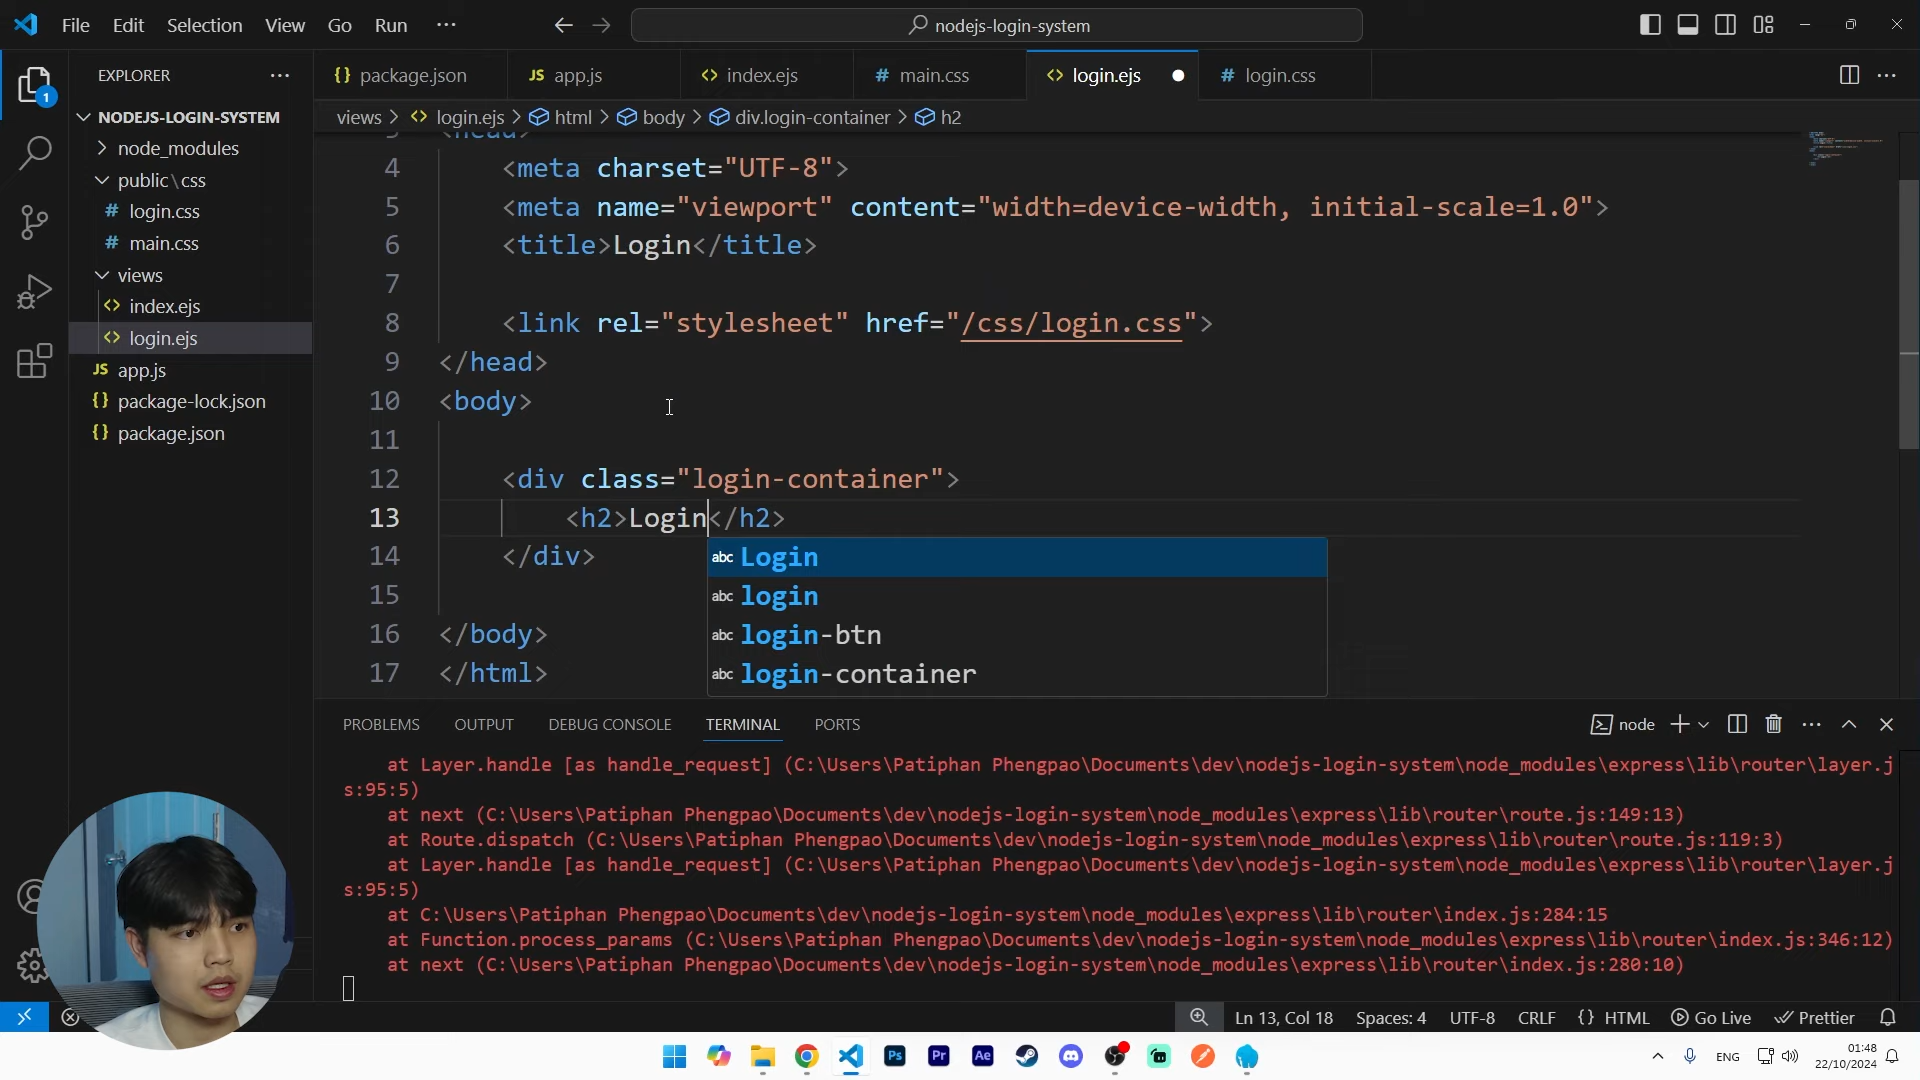 File Edit Selection View Go Run ··· nodejs-login-system
EXPLORER ···
NODEJS-LOGIN-SYSTEM
node_modules
public\css
# login.css
# main.css
views
<> index.ejs
<> login.ejs
JS app.js
{} package-lock.json
{} package.json
1
{} package.json JS app.js <> index.ejs # main.css <> login.ejs # login.css ···
views > <> login.ejs > html > body > div.login-container > h2
4 <meta charset="UTF-8">
5 <meta name="viewport" content="width=device-width, initial-scale=1.0">
6 <title>Login</title>
7
8 <link rel="stylesheet" href="/css/login.css">
9 </head>
10 <body>
11
12 <div class="login-container">
13 <h2>Login</h2>
14 </div>
15
16 </body>
17 </html>
abc Login
abc login
abc login-btn
abc login-container
PROBLEMS OUTPUT DEBUG CONSOLE TERMINAL PORTS node ···
at Layer.handle [as handle_request] (C:\Users\Patiphan Phengpao\Documents\dev\nodejs-login-system\node_modules\express\lib\router\layer.j
s:95:5)
at next (C:\Users\Patiphan Phengpao\Documents\dev\nodejs-login-system\node_modules\express\lib\router\route.js:149:13)
at Route.dispatch (C:\Users\Patiphan Phengpao\Documents\dev\nodejs-login-system\node_modules\express\lib\router\route.js:119:3)
at Layer.handle [as handle_request] (C:\Users\Patiphan Phengpao\Documents\dev\nodejs-login-system\node_modules\express\lib\router\layer.j
s:95:5)
at C:\Users\Patiphan Phengpao\Documents\dev\nodejs-login-system\node_modules\express\lib\router\index.js:284:15
at Function.process_params (C:\Users\Patiphan Phengpao\Documents\dev\nodejs-login-system\node_modules\express\lib\router\index.js:346:12)
at next (C:\Users\Patiphan Phengpao\Documents\dev\nodejs-login-system\node_modules\express\lib\router\index.js:280:10)
Ln 13, Col 18 Spaces: 4 UTF-8 CRLF {} HTML Go Live Prettier
Ps Pr Ae ENG 01:48
22/10/2024